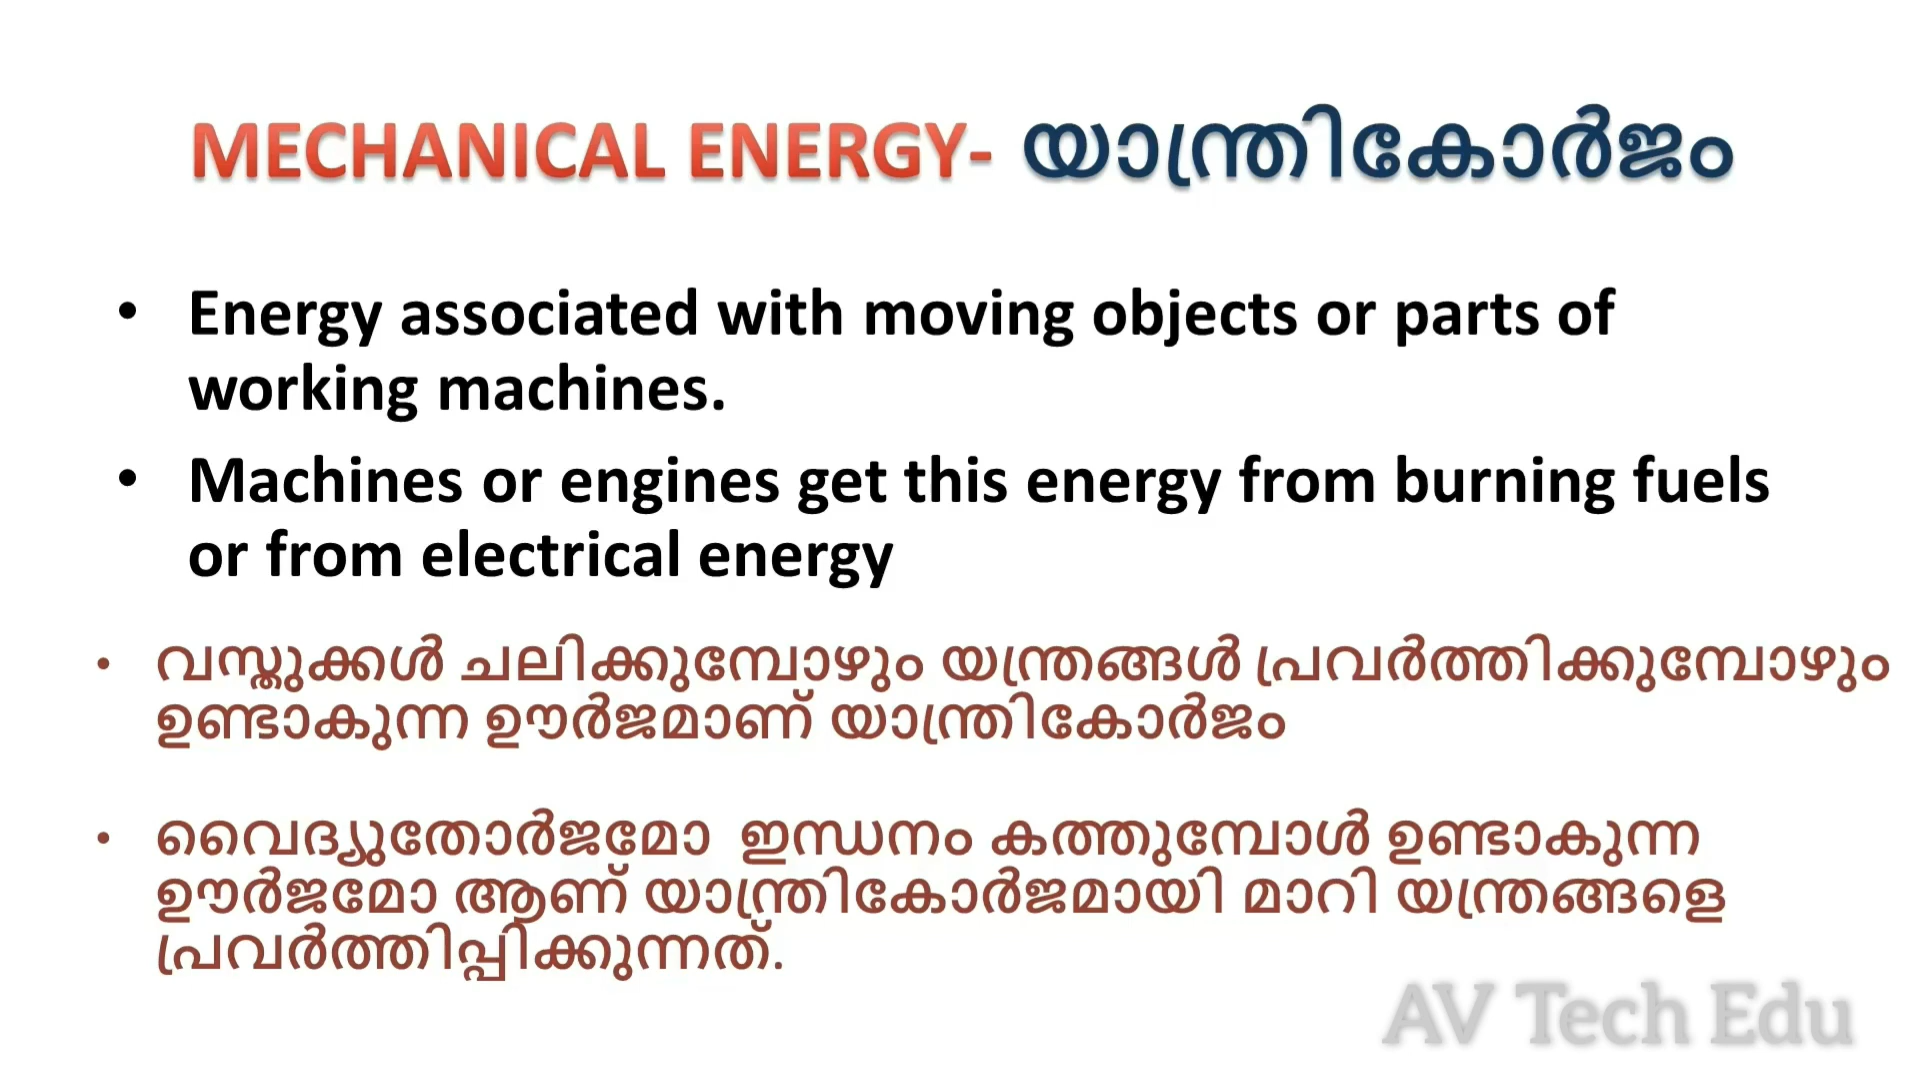 MECHANICAL ENERGY- യാന്ത്രികോർജം
• Energy associated with moving objects or parts of
working machines.
• Machines or engines get this energy from burning fuels
or from electrical energy
• വസ്തുക്കൾ ചലിക്കുമ്പോഴും യന്ത്രങ്ങൾ പ്രവർത്തിക്കുമ്പോഴും
ഉണ്ടാകുന്ന ഊർജമാണ് യാന്ത്രികോർജം
• വൈദ്യുതോർജമോ ഇന്ധനം കത്തുമ്പോൾ ഉണ്ടാകുന്ന
ഊർജമോ ആണ് യാന്ത്രികോർജമായി മാറി യന്ത്രങ്ങളെ
പ്രവർത്തിപ്പിക്കുന്നത്.
AV Tech Edu